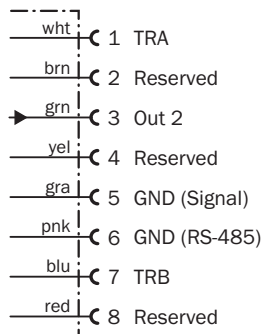 wht 1 TRA
brn 2 Reserved
grn 3 Out 2
yel 4 Reserved
gra 5 GND (Signal)
pnk 6 GND (RS-485)
blu 7 TRB
red 8 Reserved